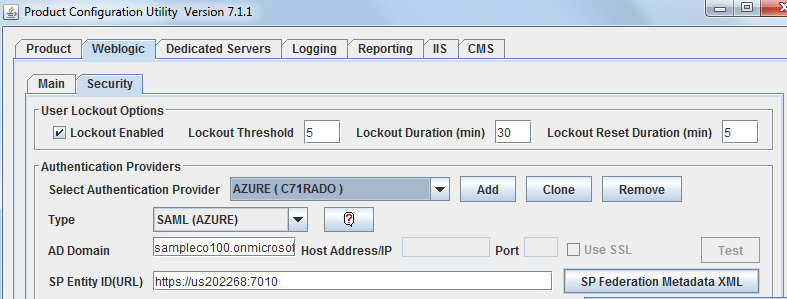 Product Configuration Utility Version 7.1.1
Product Weblogic Dedicated Servers Logging Reporting IIS CMS
Main Security
User Lockout Options
Lockout Enabled Lockout Threshold 5 Lockout Duration (min) 30 Lockout Reset Duration (min) 5
Authentication Providers
Select Authentication Provider AZURE ( C71RADO ) Add Clone Remove
Type SAML (AZURE) ?
AD Domain sampleco100.onmicrosof Host Address/IP Port Use SSL Test
SP Entity ID(URL) https://us202268:7010 SP Federation Metadata XML